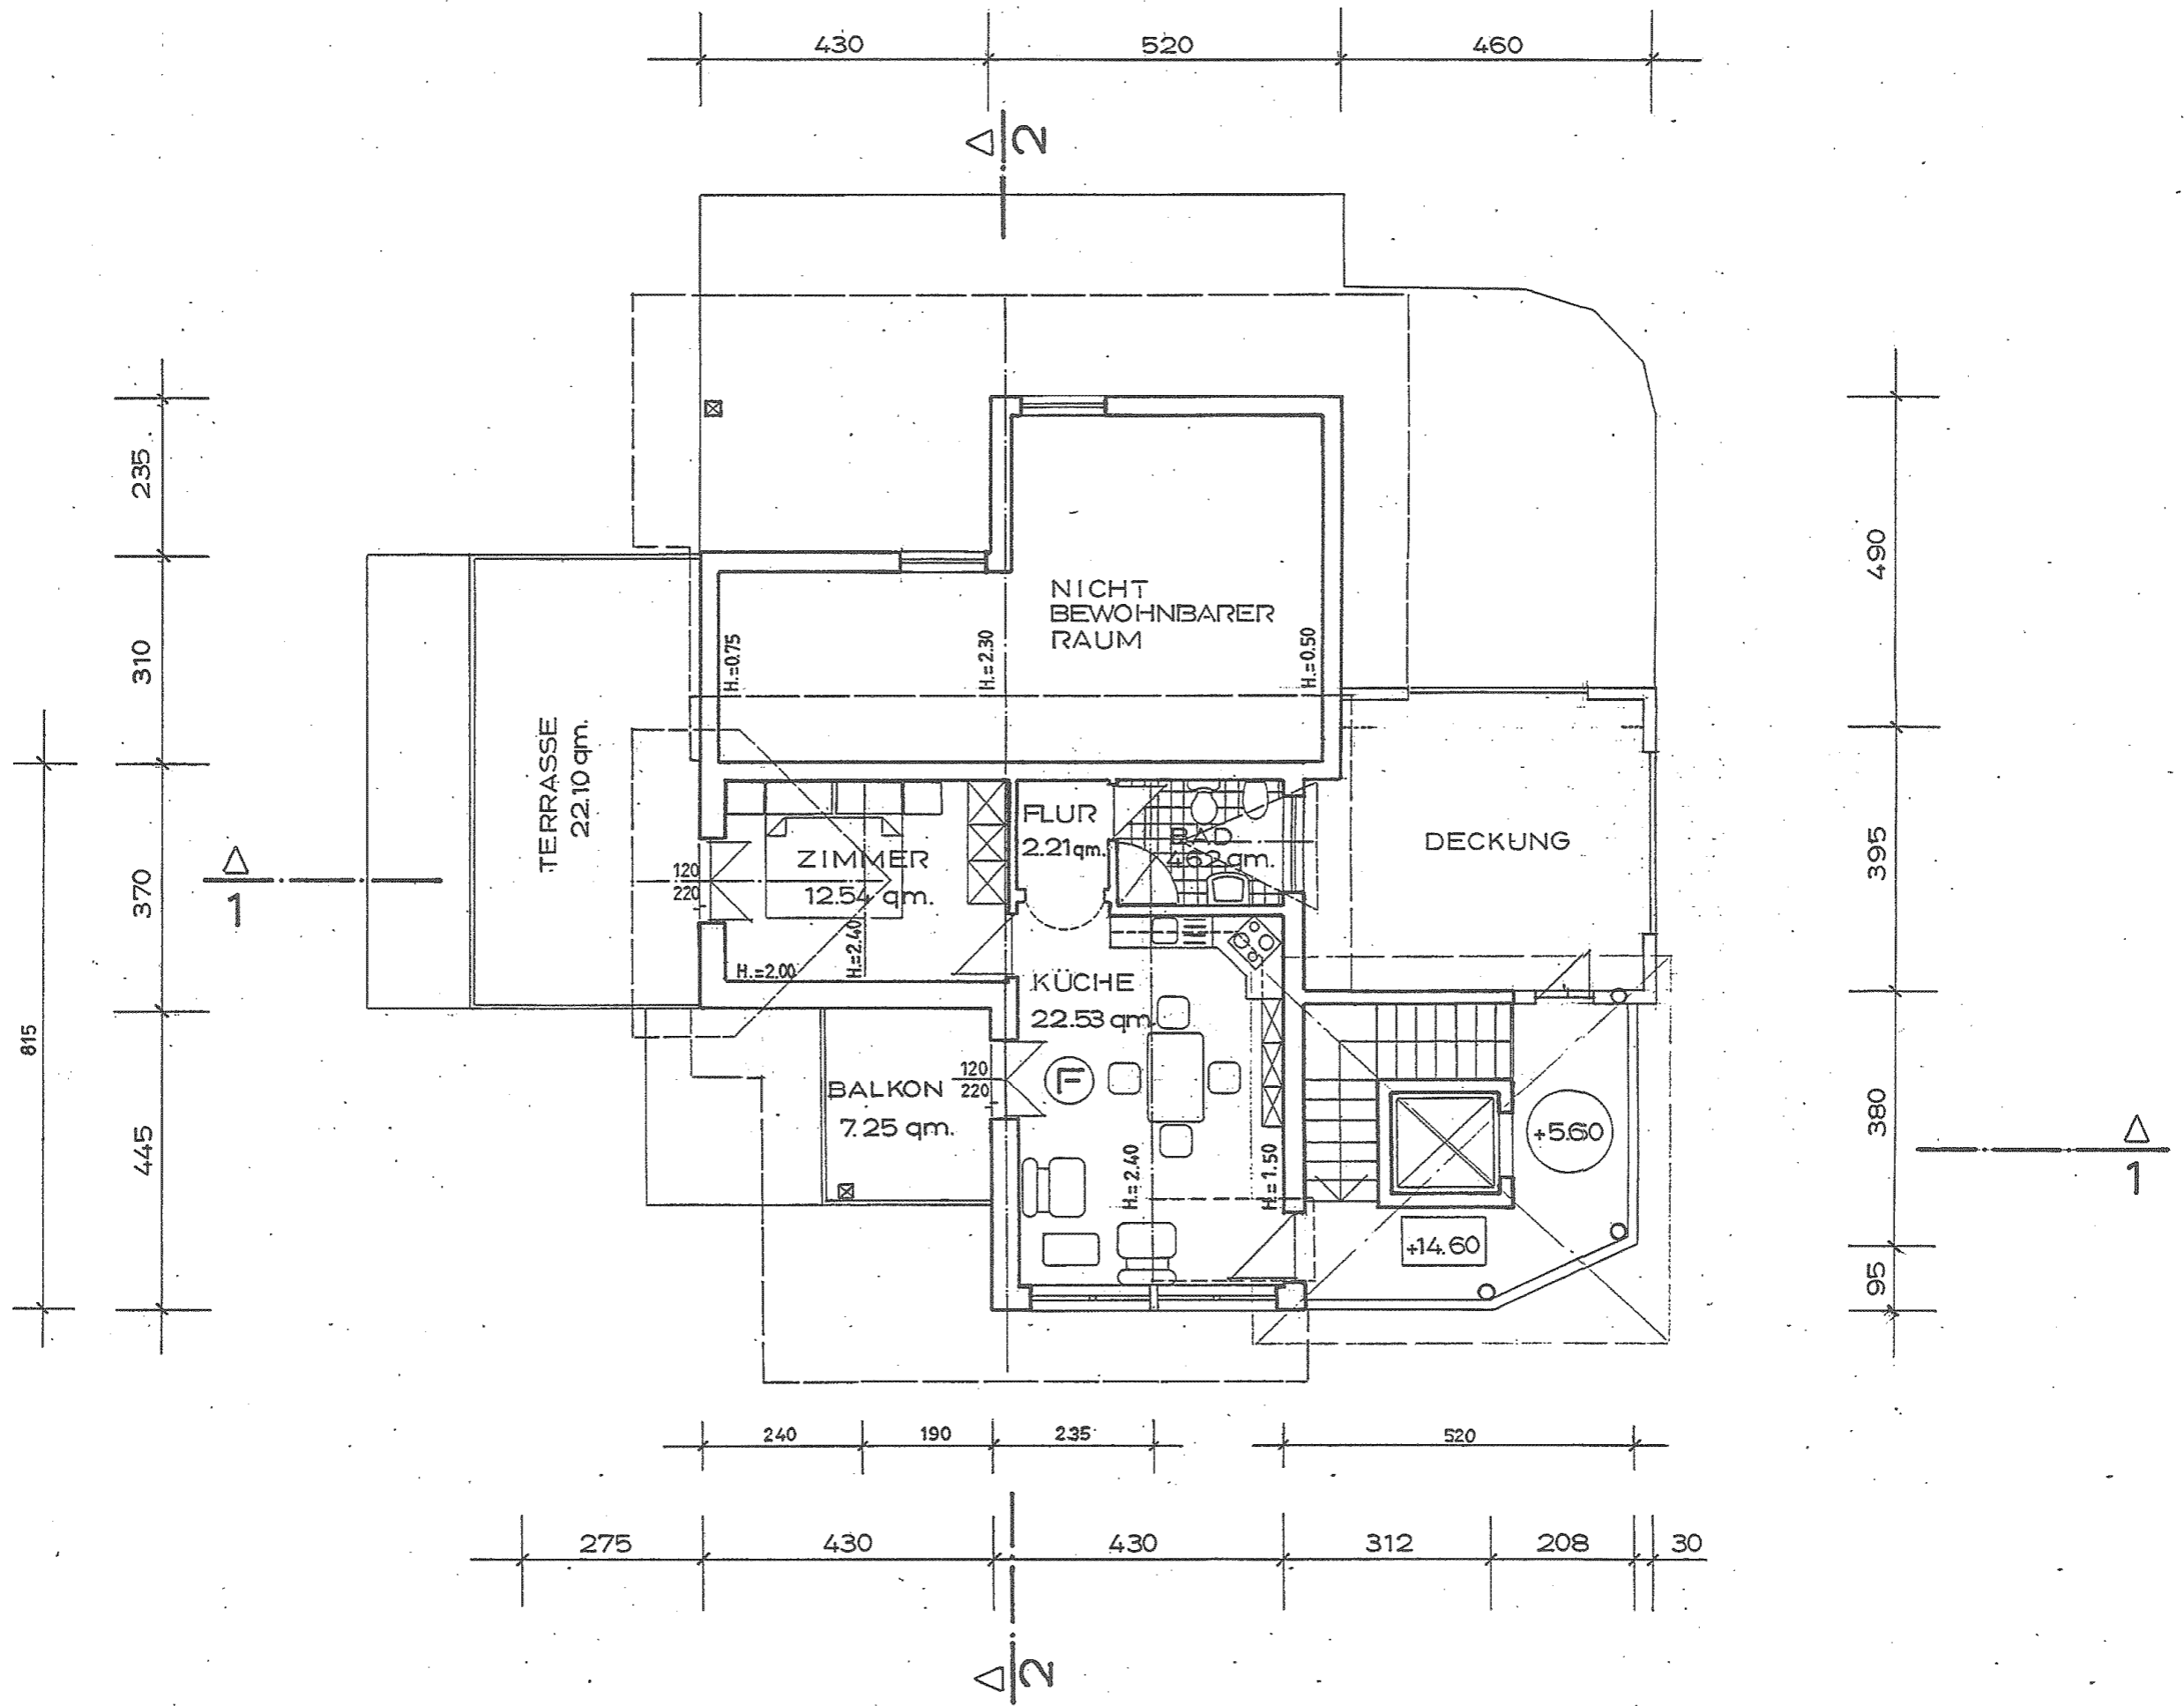 430
520
460
2
235
310
370
445
815
490
395
380
95
NICHT
BEWOHNBARER
RAUM
H.=0.75
H.=2.30
H.=0.50
TERRASSE
22.10 qm.
ZIMMER
12.54 qm.
120
220
H.=2.00
H.=2.40
FLUR
2.21 qm.
BAD
4.62 qm.
DECKUNG
1
KÜCHE
22.53 qm.
BALKON
7.25 qm.
120
220
F
H.=2.40
H.=1.50
+5.60
+14.60
1
240
190
235
520
275
430
430
312
208
30
2